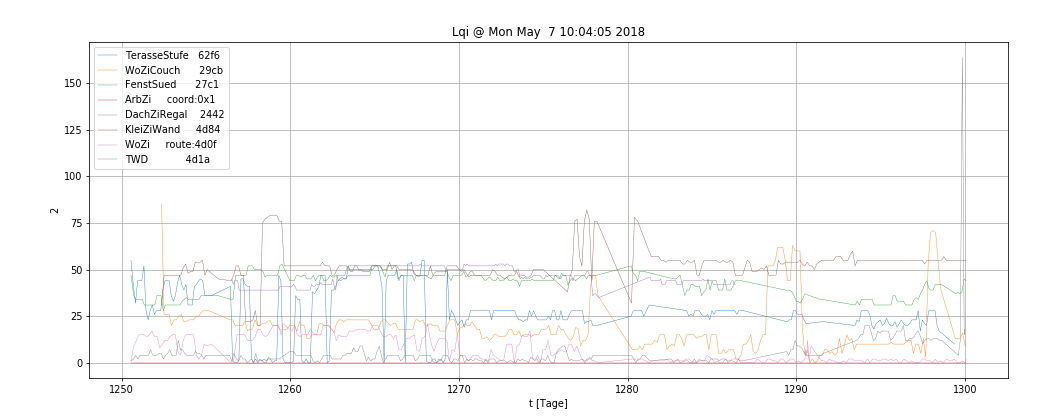 Lqi @ Mon May 7 10:04:05 2018
TerasseStufe 62f6
WoZiCouch 29cb
FenstSued 27c1
ArbZi coord:0x1
DachZiRegal 2442
KleiZiWand 4d84
WoZi route:4d0f
TWD 4d1a
150
125
100
75
50
25
0
2
1250 1260 1270 1280 1290 1300
t [Tage]